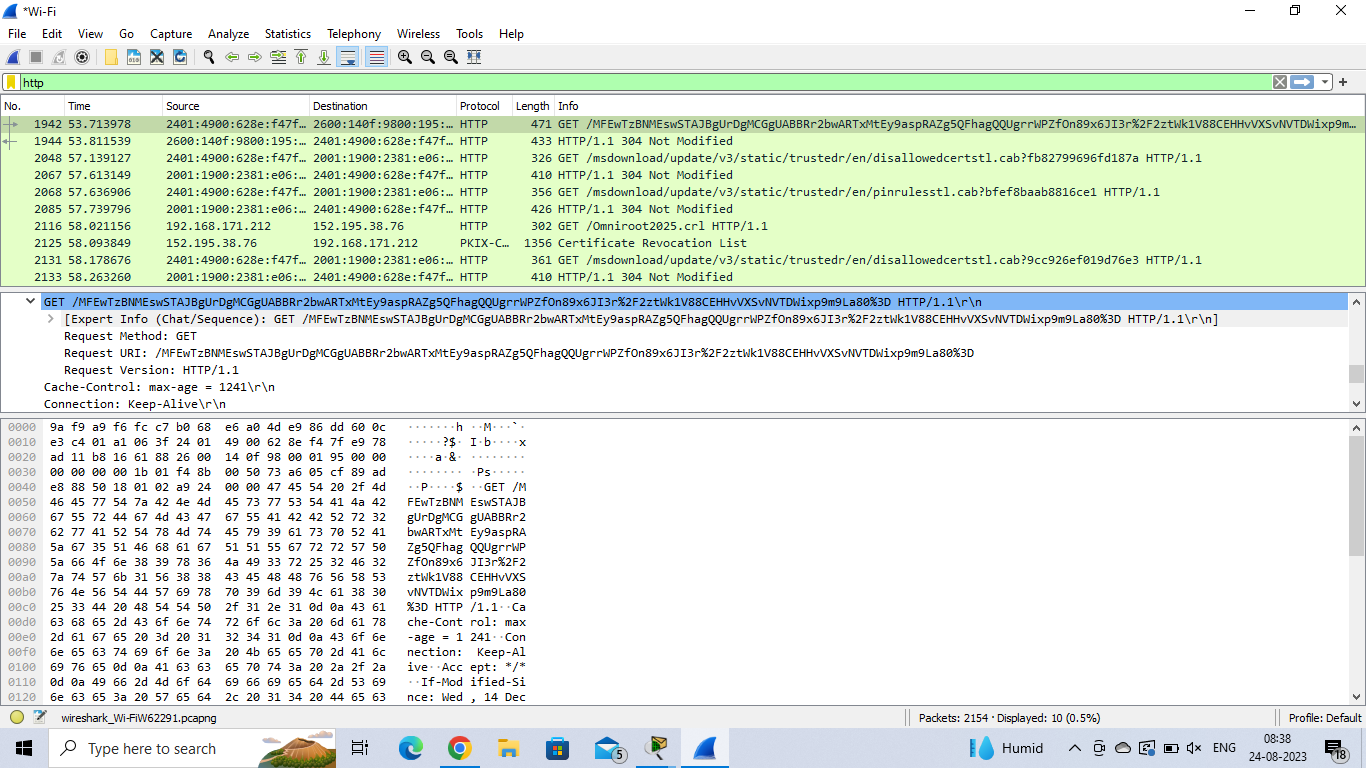 *Wi-Fi
File Edit View Go Capture Analyze Statistics Telephony Wireless Tools Help
http
No. Time Source Destination Protocol Length Info
1942 53.713978 2401:4900:628e:f47f… 2600:140f:9800:195:… HTTP 471 GET /MFEwTzBNMEswSTAJBgUrDgMCGgUABBRr2bwARTxMtEy9aspRAZg5QFhagQQUgrrWPZfOn89x6JI3r%2F2ztWk1V88CEHHvVXSvNVTDWixp9m…
1944 53.811539 2600:140f:9800:195:… 2401:4900:628e:f47f… HTTP 433 HTTP/1.1 304 Not Modified
2048 57.139127 2401:4900:628e:f47f… 2001:1900:2381:e06:… HTTP 326 GET /msdownload/update/v3/static/trustedr/en/disallowedcertstl.cab?fb82799696fd187a HTTP/1.1
2067 57.613149 2001:1900:2381:e06:… 2401:4900:628e:f47f… HTTP 410 HTTP/1.1 304 Not Modified
2068 57.636906 2401:4900:628e:f47f… 2001:1900:2381:e06:… HTTP 356 GET /msdownload/update/v3/static/trustedr/en/pinrulesstl.cab?bfef8baab8816ce1 HTTP/1.1
2085 57.739796 2001:1900:2381:e06:… 2401:4900:628e:f47f… HTTP 426 HTTP/1.1 304 Not Modified
2116 58.021156 192.168.171.212 152.195.38.76 HTTP 302 GET /Omniroot2025.crl HTTP/1.1
2125 58.093849 152.195.38.76 192.168.171.212 PKIX-C… 1356 Certificate Revocation List
2131 58.178676 2401:4900:628e:f47f… 2001:1900:2381:e06:… HTTP 361 GET /msdownload/update/v3/static/trustedr/en/disallowedcertstl.cab?9cc926ef019d76e3 HTTP/1.1
2133 58.263260 2001:1900:2381:e06:… 2401:4900:628e:f47f… HTTP 410 HTTP/1.1 304 Not Modified
GET /MFEwTzBNMEswSTAJBgUrDgMCGgUABBRr2bwARTxMtEy9aspRAZg5QFhagQQUgrrWPZfOn89x6JI3r%2F2ztWk1V88CEHHvVXSvNVTDWixp9m9La80%3D HTTP/1.1\r\n
[Expert Info (Chat/Sequence): GET /MFEwTzBNMEswSTAJBgUrDgMCGgUABBRr2bwARTxMtEy9aspRAZg5QFhagQQUgrrWPZfOn89x6JI3r%2F2ztWk1V88CEHHvVXSvNVTDWixp9m9La80%3D HTTP/1.1\r\n]
Request Method: GET
Request URI: /MFEwTzBNMEswSTAJBgUrDgMCGgUABBRr2bwARTxMtEy9aspRAZg5QFhagQQUgrrWPZfOn89x6JI3r%2F2ztWk1V88CEHHvVXSvNVTDWixp9m9La80%3D
Request Version: HTTP/1.1
Cache-Control: max-age = 1241\r\n
Connection: Keep-Alive\r\n
0000 9a f9 a9 f6 fc c7 b0 68 e6 a0 4d e9 86 dd 60 0c ·······h ··M···`·
0010 e3 c4 01 a1 06 3f 24 01 49 00 62 8e f4 7f e9 78 ·····?$· I·b····x
0020 ad 11 b8 16 61 88 26 00 14 0f 98 00 01 95 00 00 ····a·&· ········
0030 00 00 00 00 1b 01 f4 8b 00 50 73 a6 05 cf 89 ad ········ ·Ps·····
0040 e8 88 50 18 01 02 a9 24 00 00 47 45 54 20 2f 4d ··P····$ ··GET /M
0050 46 45 77 54 7a 42 4e 4d 45 73 77 53 54 41 4a 42 FEwTzBNM EswSTAJB
0060 67 55 72 44 67 4d 43 47 67 55 41 42 42 52 72 32 gUrDgMCG gUABBRr2
0070 62 77 41 52 54 78 4d 74 45 79 39 61 73 70 52 41 bwARTxMt Ey9aspRA
0080 5a 67 35 51 46 68 61 67 51 51 55 67 72 72 57 50 Zg5QFhag QQUgrrWP
0090 5a 66 4f 6e 38 39 78 36 4a 49 33 72 25 32 46 32 ZfOn89x6 JI3r%2F2
00a0 7a 74 57 6b 31 56 38 38 43 45 48 48 76 56 58 53 ztWk1V88 CEHHvVXS
00b0 76 4e 56 54 44 57 69 78 70 39 6d 39 4c 61 38 30 vNVTDWix p9m9La80
00c0 25 33 44 20 48 54 54 50 2f 31 2e 31 0d 0a 43 61 %3D HTTP /1.1··Ca
00d0 63 68 65 2d 43 6f 6e 74 72 6f 6c 3a 20 6d 61 78 che-Cont rol: max
00e0 2d 61 67 65 20 3d 20 31 32 34 31 0d 0a 43 6f 6e -age = 1 241··Con
00f0 6e 65 63 74 69 6f 6e 3a 20 4b 65 65 70 2d 41 6c nection: Keep-Al
0100 69 76 65 0d 0a 41 63 63 65 70 74 3a 20 2a 2f 2a ive··Acc ept: */*
0110 0d 0a 49 66 2d 4d 6f 64 69 66 69 65 64 2d 53 69 ··If-Mod ified-Si
0120 6e 63 65 3a 20 57 65 64 2c 20 31 34 20 44 65 63 nce: Wed , 14 Dec
wireshark_Wi-FiW62291.pcapng Packets: 2154 · Displayed: 10 (0.5%) Profile: Default
Type here to search 5 Humid ENG 08:38
24-08-2023 18